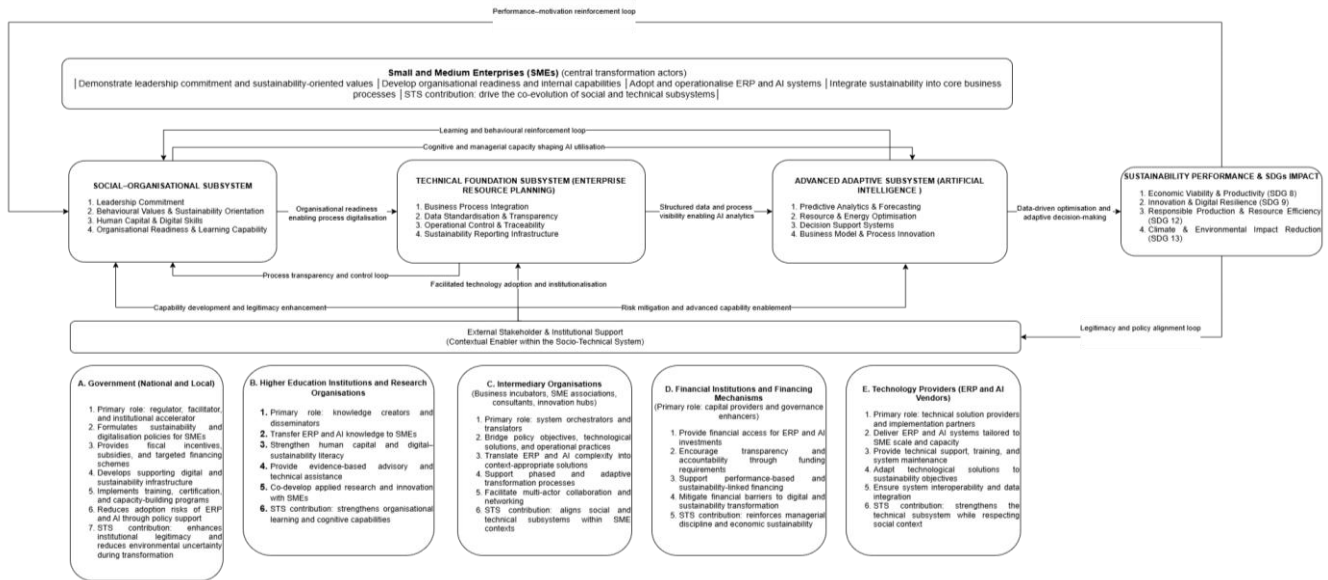 Performance–motivation reinforcement loop
Small and Medium Enterprises (SMEs) (central transformation actors)
|Demonstrate leadership commitment and sustainability-oriented values |Develop organisational readiness and internal capabilities |Adopt and operationalise ERP and AI systems |Integrate sustainability into core business
processes |STS contribution: drive the co-evolution of social and technical subsystems|
Learning and behavioural reinforcement loop
Cognitive and managerial capacity shaping AI utilisation
SOCIAL–ORGANISATIONAL SUBSYSTEM
1. Leadership Commitment
2. Behavioural Values & Sustainability Orientation
3. Human Capital & Digital Skills
4. Organisational Readiness & Learning Capability
Organisational readiness
enabling process digitalisation
TECHNICAL FOUNDATION SUBSYSTEM (ENTERPRISE
RESOURCE PLANNING)
1. Business Process Integration
2. Data Standardisation & Transparency
3. Operational Control & Traceability
4. Sustainability Reporting Infrastructure
Structured data and process
visibility enabling AI analytics
ADVANCED ADAPTIVE SUBSYSTEM (ARTIFICIAL
INTELLIGENCE )
1. Predictive Analytics & Forecasting
2. Resource & Energy Optimisation
3. Decision Support Systems
4. Business Model & Process Innovation
Data-driven optimisation and
adaptive decision-making
SUSTAINABILITY PERFORMANCE & SDGs IMPACT
1. Economic Viability & Productivity (SDG 8)
2. Innovation & Digital Resilience (SDG 9)
3. Responsible Production & Resource Efficiency
(SDG 12)
4. Climate & Environmental Impact Reduction
(SDG 13)
Process transparency and control loop
Facilitated technology adoption and institutionalisation
Capability development and legitimacy enhancement
Risk mitigation and advanced capability enablement
External Stakeholder & Institutional Support
(Contextual Enabler within the Socio-Technical System)
Legitimacy and policy alignment loop
A. Government (National and Local)
1. Primary role: regulator, facilitator,
and institutional accelerator
2. Formulates sustainability and
digitalisation policies for SMEs
3. Provides fiscal incentives,
subsidies, and targeted financing
schemes
4. Develops supporting digital and
sustainability infrastructure
5. Implements training, certification,
and capacity-building programs
6. Reduces adoption risks of ERP
and AI through policy support
7. STS contribution: enhances
institutional legitimacy and
reduces environmental uncertainty
during transformation
B. Higher Education Institutions and Research
Organisations
1. Primary role: knowledge creators and
disseminators
2. Transfer ERP and AI knowledge to SMEs
3. Strengthen human capital and digital–
sustainability literacy
4. Provide evidence-based advisory and
technical assistance
5. Co-develop applied research and innovation
with SMEs
6. STS contribution: strengthens organisational
learning and cognitive capabilities
C. Intermediary Organisations
(Business incubators, SME associations,
consultants, innovation hubs)
1. Primary role: system orchestrators and
translators
2. Bridge policy objectives, technological
solutions, and operational practices
3. Translate ERP and AI complexity into
context-appropriate solutions
4. Support phased and adaptive
transformation processes
5. Facilitate multi-actor collaboration and
networking
6. STS contribution: aligns social and
technical subsystems within SME
contexts
D. Financial Institutions and Financing
Mechanisms
(Primary role: capital providers and governance
enhancers)
1. Provide financial access for ERP and AI
investments
2. Encourage transparency and
accountability through funding
requirements
3. Support performance-based and
sustainability-linked financing
4. Mitigate financial barriers to digital and
sustainability transformation
5. STS contribution: reinforces managerial
discipline and economic sustainability
E. Technology Providers (ERP and AI
Vendors)
1. Primary role: technical solution providers
and implementation partners
2. Deliver ERP and AI systems tailored to
SME scale and capacity
3. Provide technical support, training, and
system maintenance
4. Adapt technological solutions to
sustainability objectives
5. Ensure system interoperability and data
integration
6. STS contribution: strengthens the
technical subsystem while respecting
social context